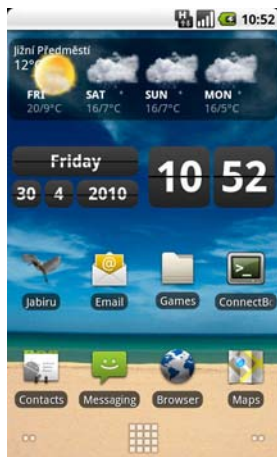 H 10:52
Jižní Předměstí
12°C
FRI SAT SUN MON
20/9°C 16/7°C 16/7°C 16/5°C
Friday
30 4 2010
10 52
Jabiru Email Games ConnectBo
Contacts Messaging Browser Maps